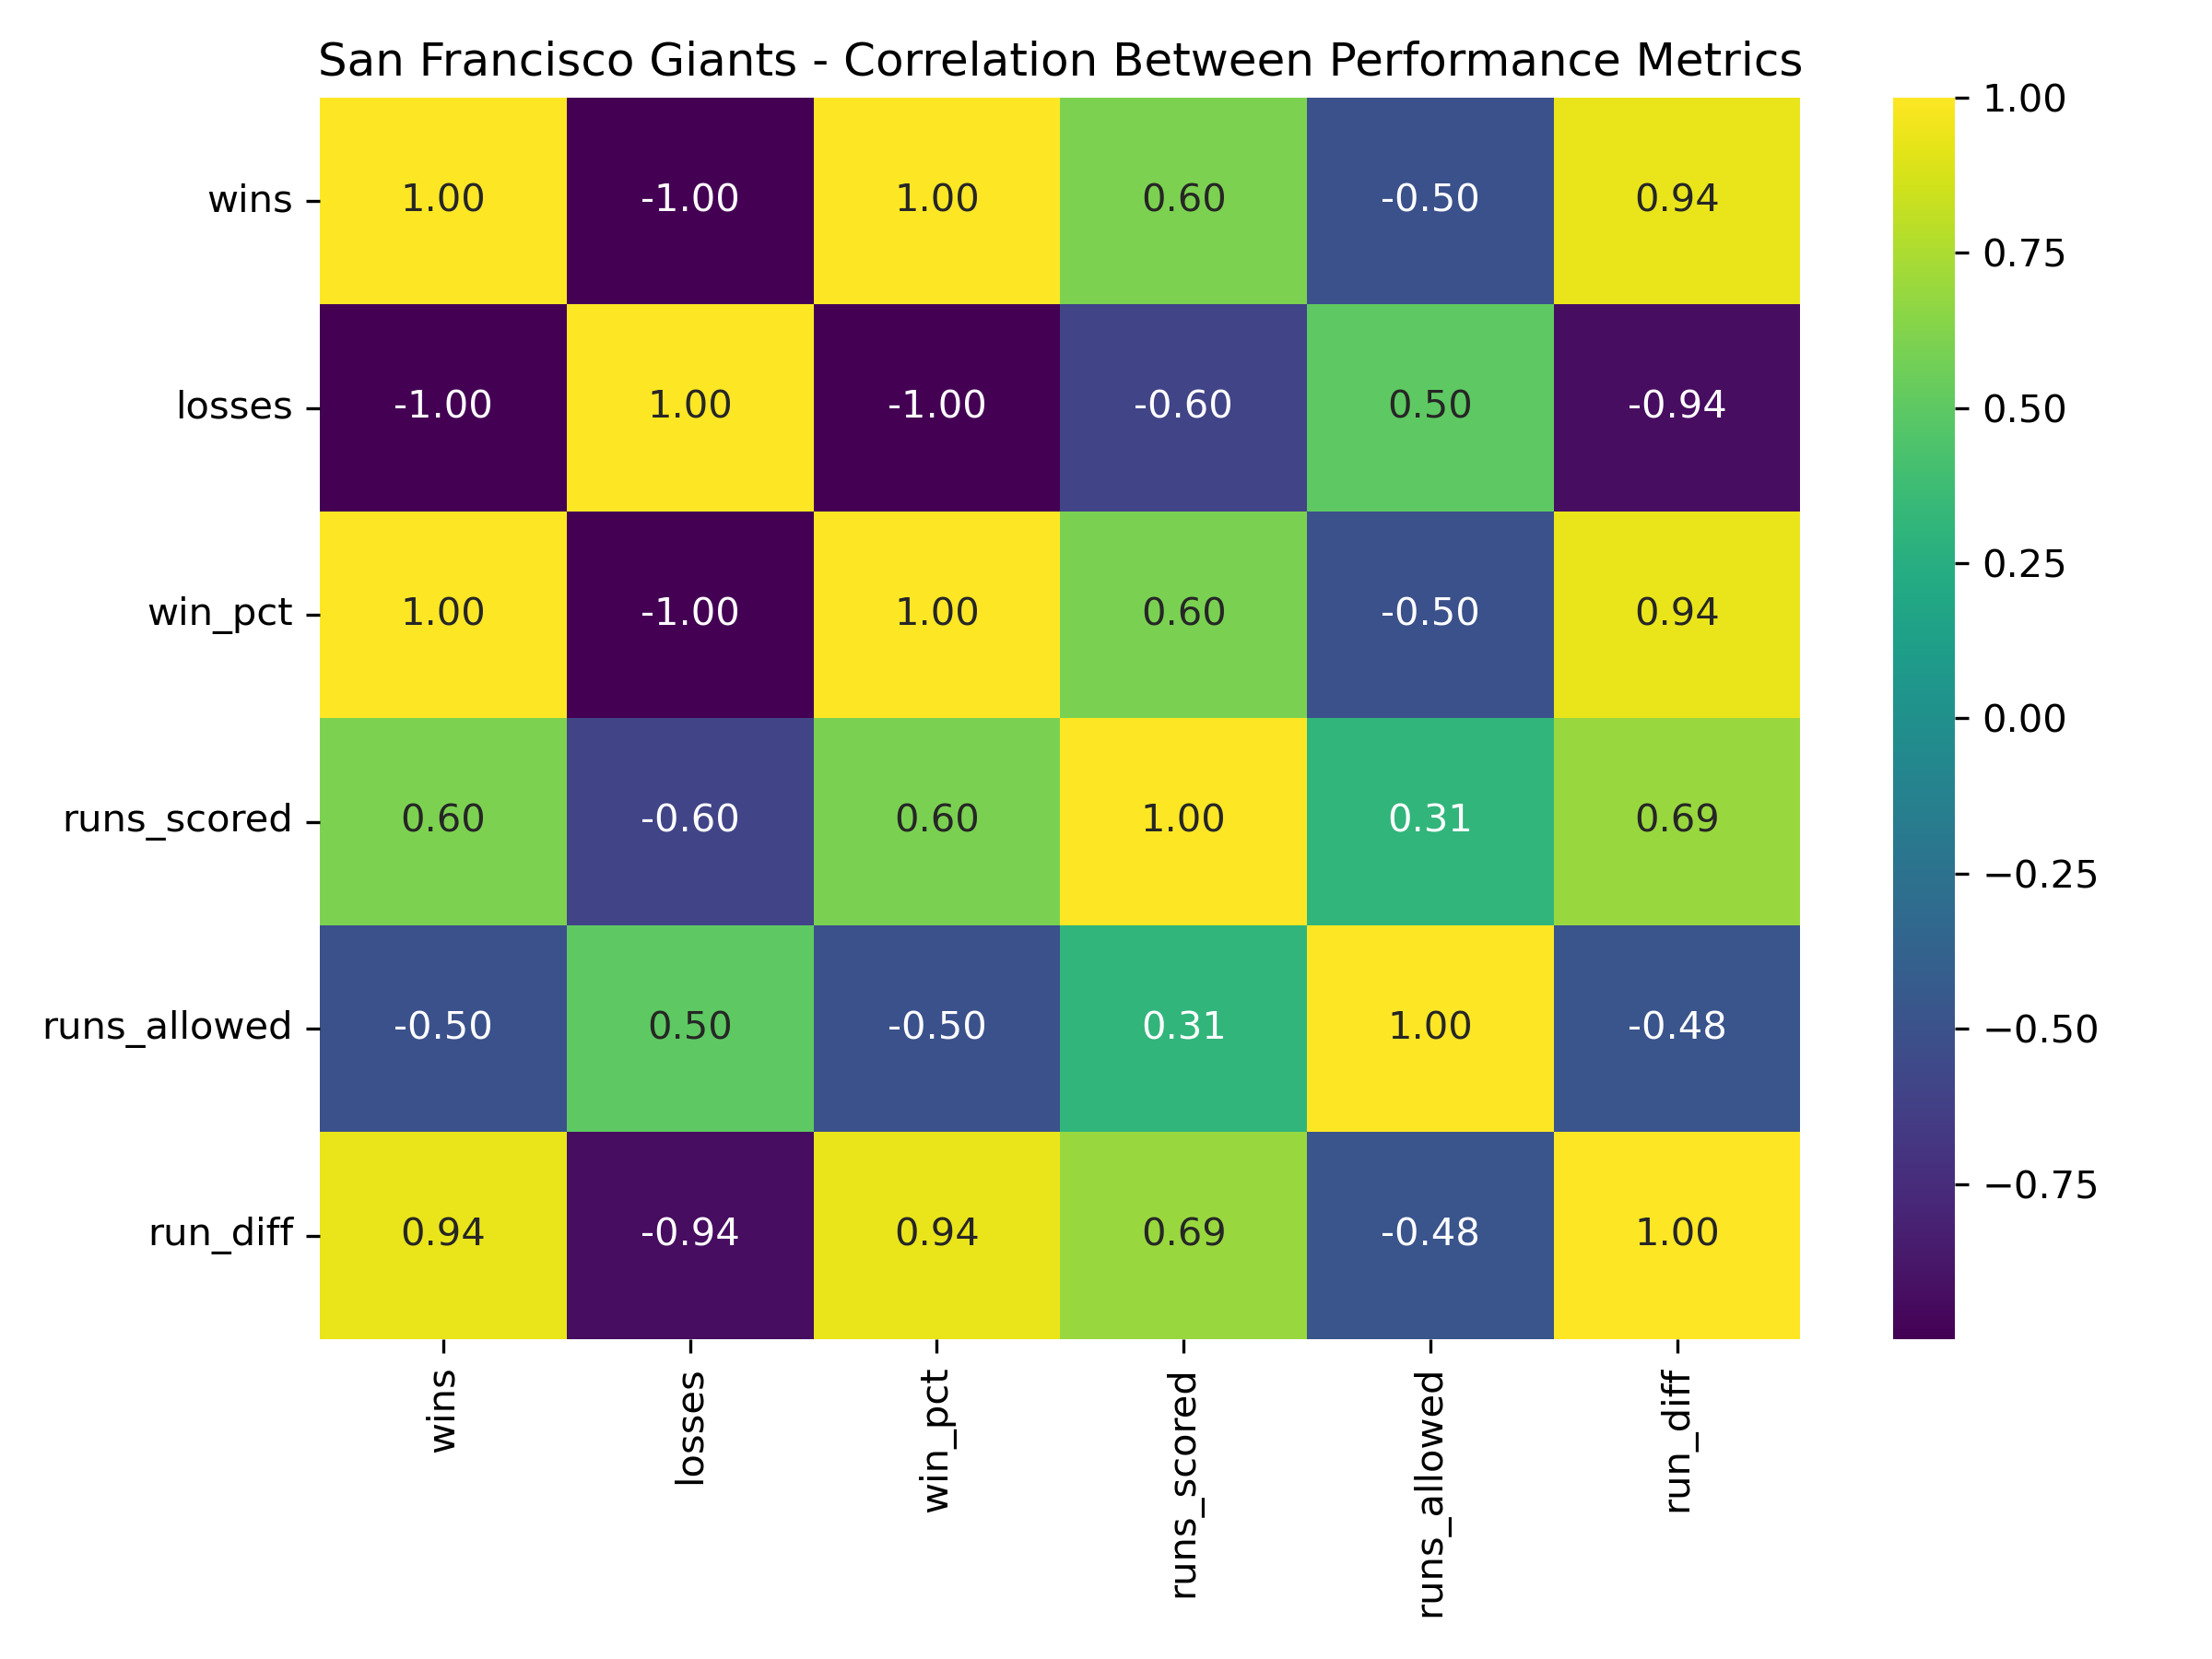 San Francisco Giants - Correlation Between Performance Metrics
wins 1.00 -1.00 1.00 0.60 -0.50 0.94
losses -1.00 1.00 -1.00 -0.60 0.50 -0.94
win_pct 1.00 -1.00 1.00 0.60 -0.50 0.94
runs_scored 0.60 -0.60 0.60 1.00 0.31 0.69
runs_allowed -0.50 0.50 -0.50 0.31 1.00 -0.48
run_diff 0.94 -0.94 0.94 0.69 -0.48 1.00
wins losses win_pct runs_scored runs_allowed run_diff
1.00
0.75
0.50
0.25
0.00
−0.25
−0.50
−0.75